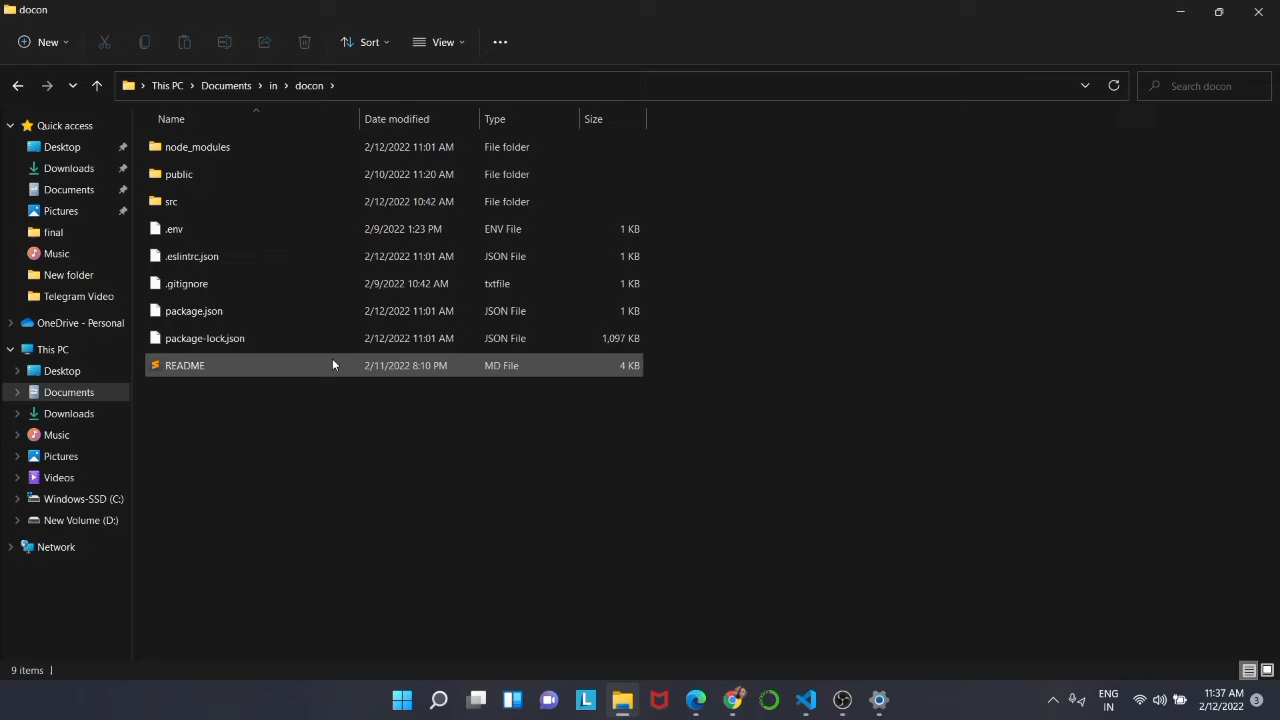 docon
New
Sort
View
This PC
Documents
in
docon
Search docon
Name
Date modified
Type
Size
Quick access
Desktop
Downloads
Documents
Pictures
final
Music
New folder
Telegram Video
OneDrive - Personal
This PC
Desktop
Documents
Downloads
Music
Pictures
Videos
Windows-SSD (C:)
New Volume (D:)
Network
node_modules 2/12/2022 11:01 AM File folder
public 2/10/2022 11:20 AM File folder
src 2/12/2022 10:42 AM File folder
.env 2/9/2022 1:23 PM ENV File 1 KB
.eslintrc.json 2/12/2022 11:01 AM JSON File 1 KB
.gitignore 2/9/2022 10:42 AM txtfile 1 KB
package.json 2/12/2022 11:01 AM JSON File 1 KB
package-lock.json 2/12/2022 11:01 AM JSON File 1,097 KB
README 2/11/2022 8:10 PM MD File 4 KB
9 items
L
ENG
IN
11:37 AM
2/12/2022
3